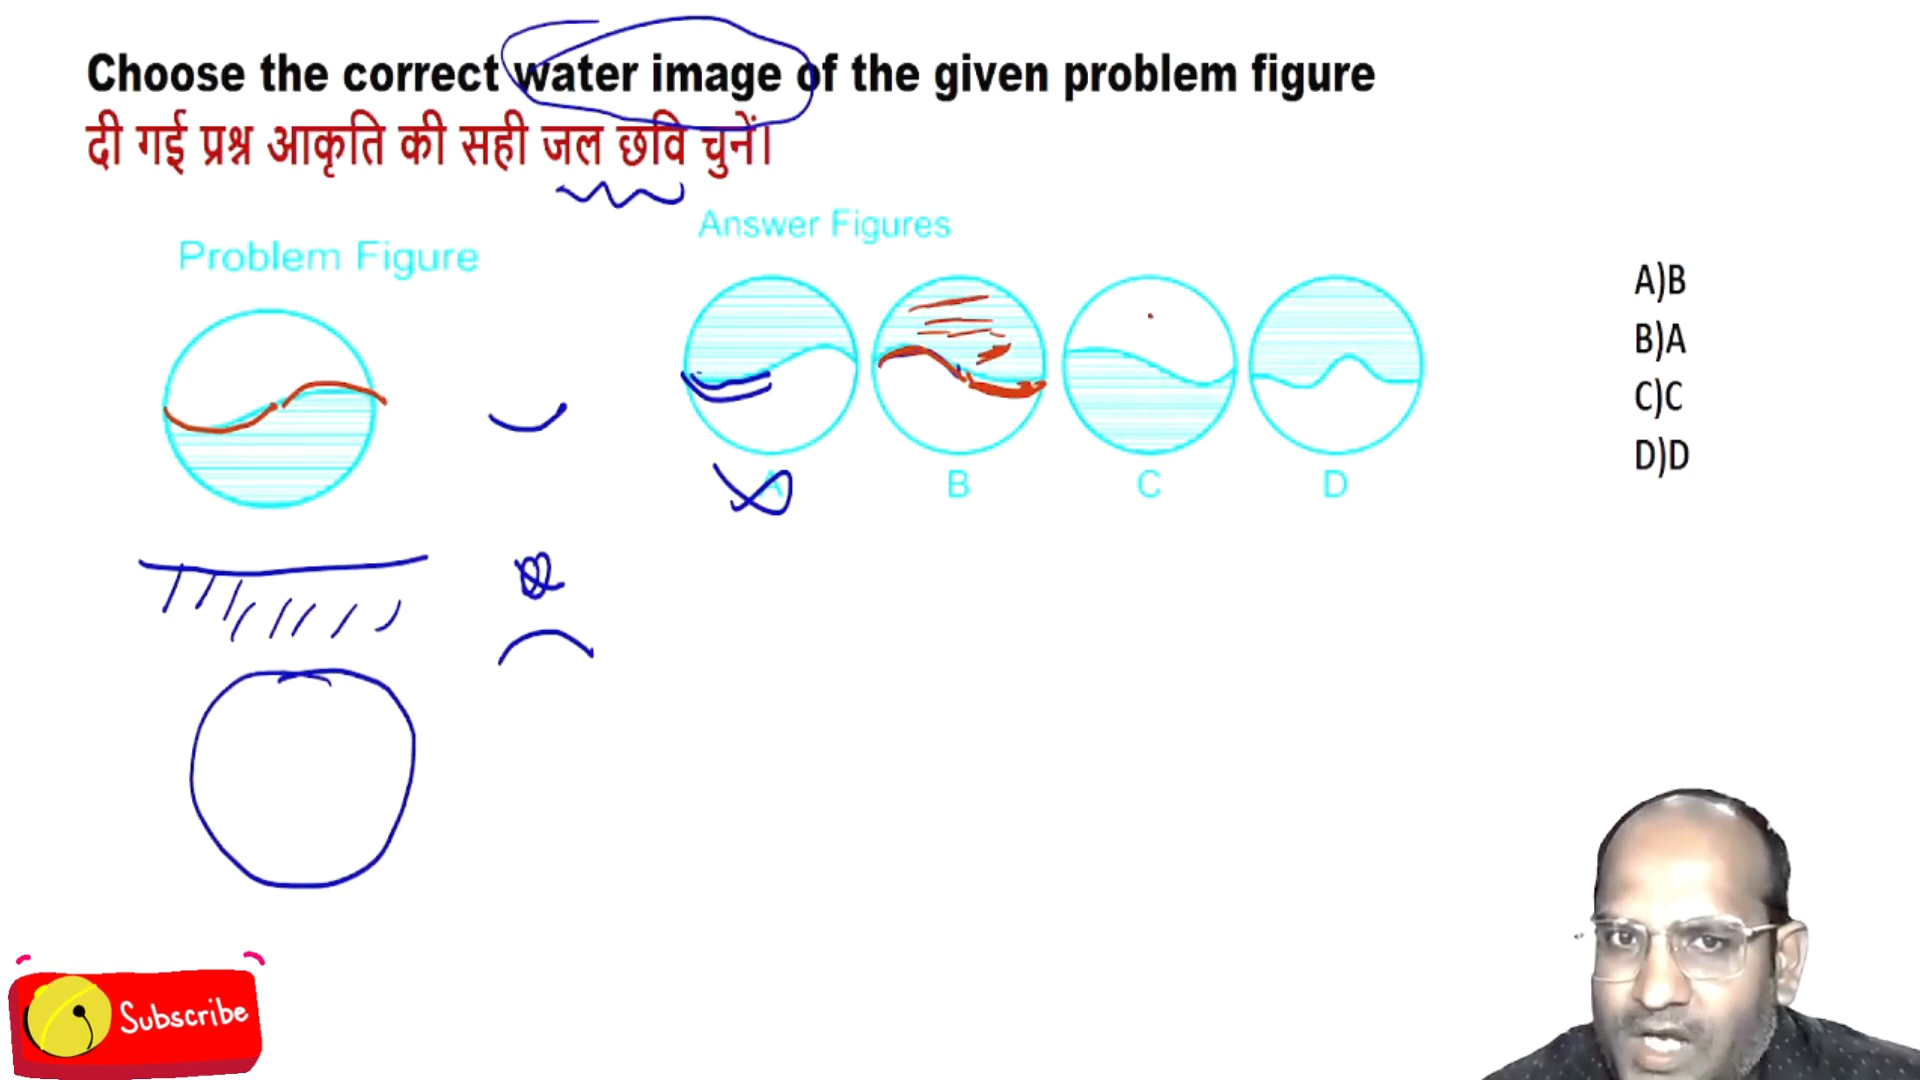 Choose the correct water image of the given problem figure
दी गई प्रश्न आकृति की सही जल छवि चुनें।
Answer Figures
Problem Figure
A B C D
A)B
B)A
C)C
D)D
Subscribe